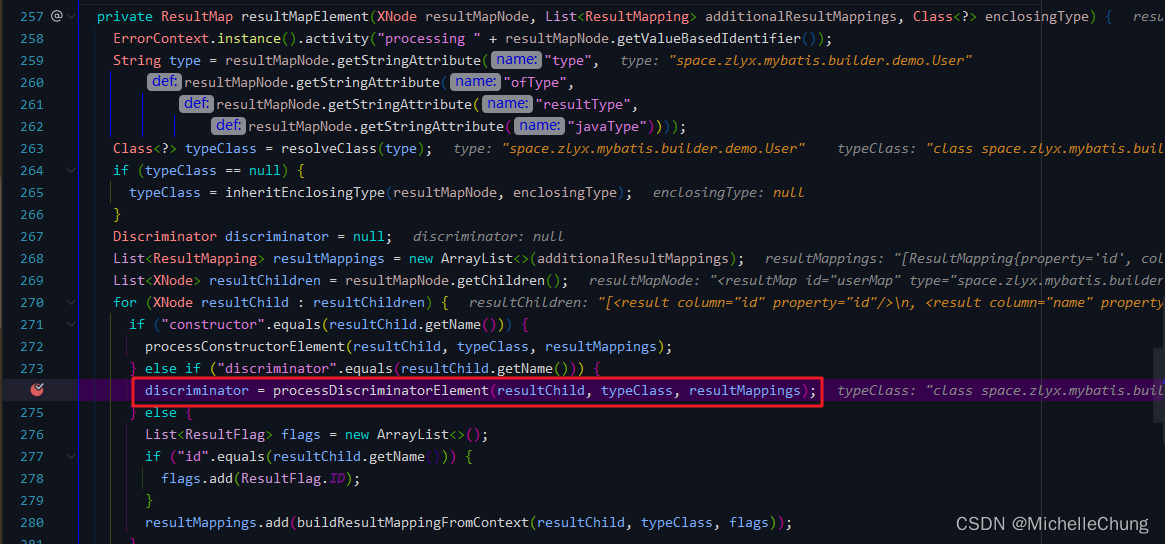 257 @ private ResultMap resultMapElement(XNode resultMapNode, List<ResultMapping> additionalResultMappings, Class<?> enclosingType) {
258 ErrorContext.instance().activity("processing " + resultMapNode.getValueBasedIdentifier());
259 String type = resultMapNode.getStringAttribute( name: "type", type: "space.zlyx.mybatis.builder.demo.User"
260 def: resultMapNode.getStringAttribute( name: "ofType",
261 def: resultMapNode.getStringAttribute( name: "resultType",
262 def: resultMapNode.getStringAttribute( name: "javaType"))));
263 Class<?> typeClass = resolveClass(type); type: "space.zlyx.mybatis.builder.demo.User" typeClass: "class space.zlyx.mybatis.buil
264 if (typeClass == null) {
265 typeClass = inheritEnclosingType(resultMapNode, enclosingType); enclosingType: null
266 }
267 Discriminator discriminator = null; discriminator: null
268 List<ResultMapping> resultMappings = new ArrayList<>(additionalResultMappings); resultMappings: "[ResultMapping{property='id', col
269 List<XNode> resultChildren = resultMapNode.getChildren(); resultMapNode: "<resultMap id="userMap" type="space.zlyx.mybatis.builder
270 for (XNode resultChild : resultChildren) { resultChildren: "[<result column="id" property="id"/>\n, <result column="name" property
271 if ("constructor".equals(resultChild.getName())) {
272 processConstructorElement(resultChild, typeClass, resultMappings);
273 } else if ("discriminator".equals(resultChild.getName())) {
discriminator = processDiscriminatorElement(resultChild, typeClass, resultMappings); typeClass: "class space.zlyx.mybatis.buil
275 } else {
276 List<ResultFlag> flags = new ArrayList<>();
277 if ("id".equals(resultChild.getName())) {
278 flags.add(ResultFlag.ID);
279 }
280 resultMappings.add(buildResultMappingFromContext(resultChild, typeClass, flags));
CSDN @MichelleChung